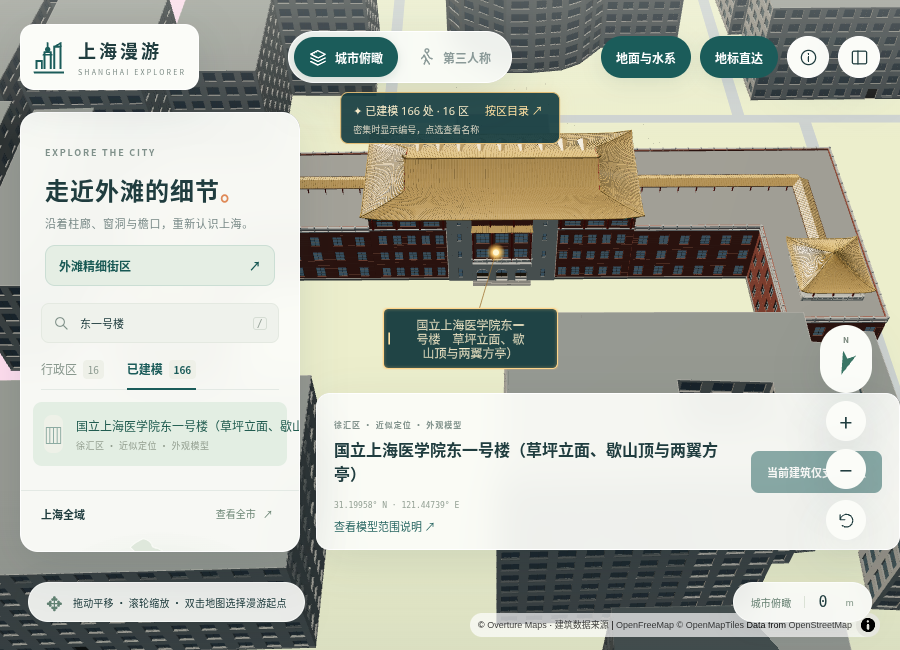 上海漫游
SHANGHAI EXPLORER
城市俯瞰
第三人称
地面与水系
地标直达
✦ 已建模 166 处 · 16 区 按区目录 ↗
密集时显示编号，点选查看名称
EXPLORE THE CITY
走近外滩的细节。
沿着柱廊、窗洞与檐口，重新认识上海。
外滩精细街区 ↗
东一号楼 /
行政区 16 已建模 166
国立上海医学院东一号楼（草坪立面、歇山
徐汇区 · 近似定位 · 外观模型
上海全域 查看全市 ↗
国立上海医学院东一
号楼 草坪立面、歇
山顶与两翼方亭）
N
徐汇区 · 近似定位 · 外观模型
国立上海医学院东一号楼（草坪立面、歇山顶与两翼方
亭）
31.19958° N · 121.44739° E
查看模型范围说明 ↗
当前建筑仅
+
−
拖动平移 · 滚轮缩放 · 双击地图选择漫游起点
城市俯瞰 0 m
© Overture Maps · 建筑数据来源 | OpenFreeMap © OpenMapTiles Data from OpenStreetMap